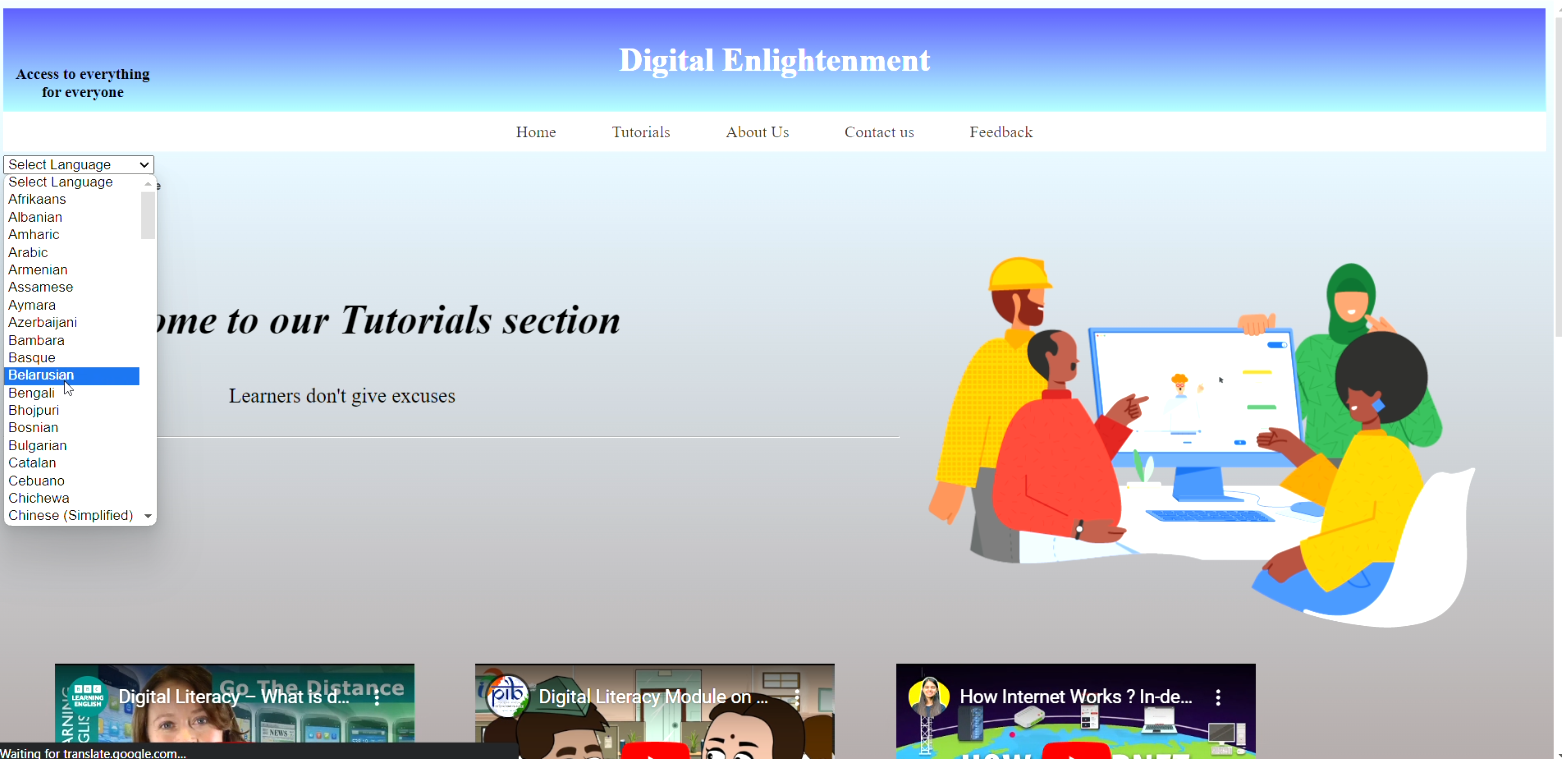 Digital Enlightenment
Access to everything
for everyone
Home
Tutorials
About Us
Contact us
Feedback
Select Language
Select Language
Afrikaans
Albanian
Amharic
Arabic
Armenian
Assamese
Aymara
Azerbaijani
Bambara
Basque
Belarusian
Bengali
Bhojpuri
Bosnian
Bulgarian
Catalan
Cebuano
Chichewa
Chinese (Simplified)
ome to our Tutorials section
Learners don't give excuses
BBC
LEARNING
ENGLISH
Digital Literacy – What is d...
Go The Distance
NEWS
pib
Digital Literacy Module on ...
How Internet Works ? In-de...
Waiting for translate.google.com...